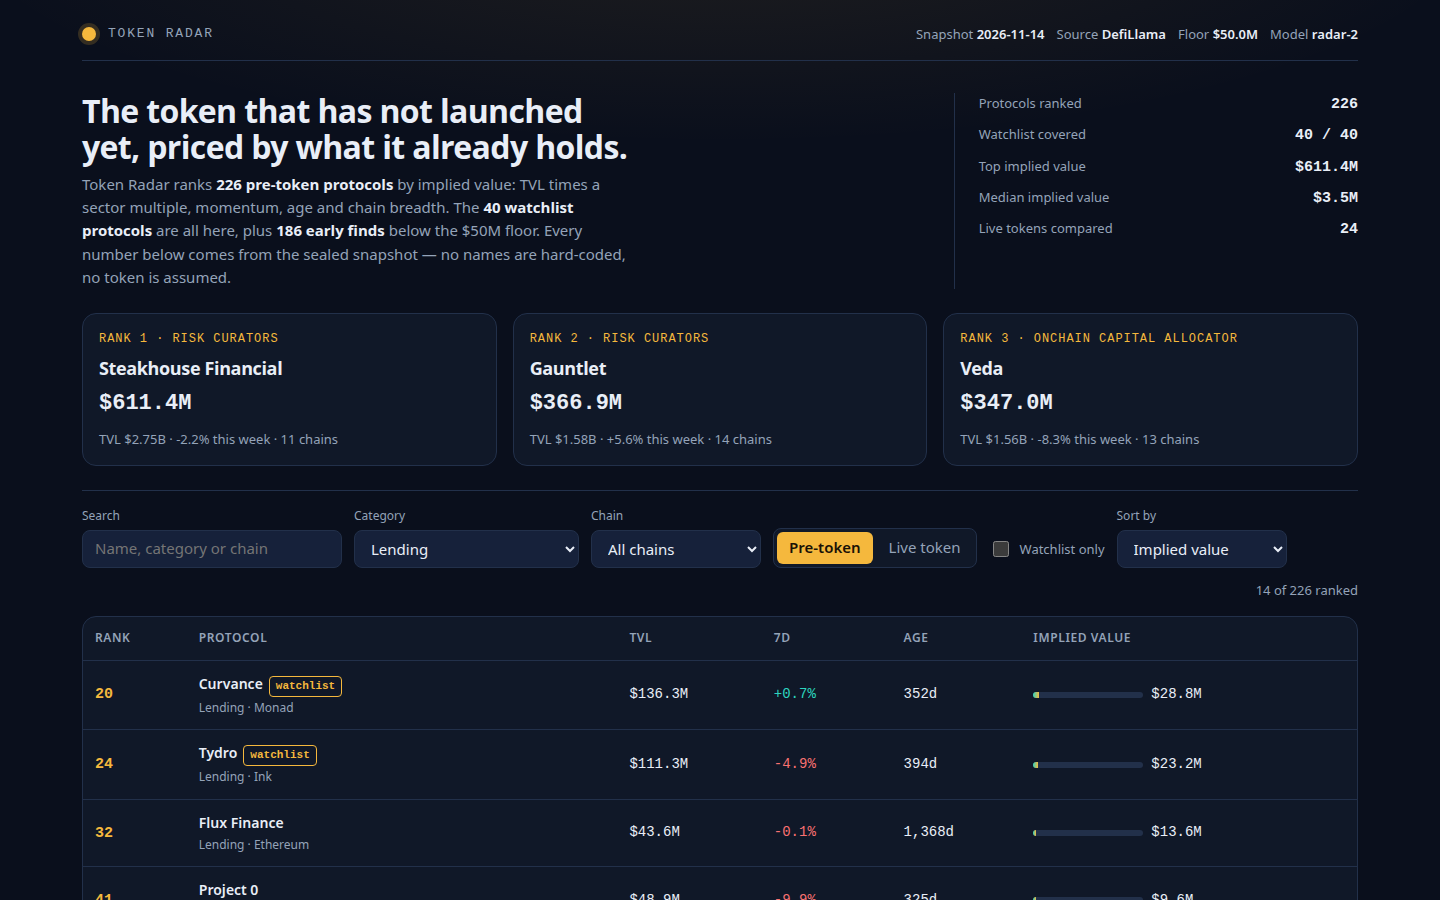 TOKEN RADAR
Snapshot 2026-11-14 Source DefiLlama Floor $50.0M Model radar-2
The token that has not launched
yet, priced by what it already holds.
Token Radar ranks 226 pre-token protocols by implied value: TVL times a
sector multiple, momentum, age and chain breadth. The 40 watchlist
protocols are all here, plus 186 early finds below the $50M floor. Every
number below comes from the sealed snapshot — no names are hard-coded,
no token is assumed.
Protocols ranked 226
Watchlist covered 40 / 40
Top implied value $611.4M
Median implied value $3.5M
Live tokens compared 24
RANK 1 · RISK CURATORS
Steakhouse Financial
$611.4M
TVL $2.75B · -2.2% this week · 11 chains
RANK 2 · RISK CURATORS
Gauntlet
$366.9M
TVL $1.58B · +5.6% this week · 14 chains
RANK 3 · ONCHAIN CAPITAL ALLOCATOR
Veda
$347.0M
TVL $1.56B · -8.3% this week · 13 chains
Search
Name, category or chain
Category
Lending
Chain
All chains
Pre-token Live token
Watchlist only
Sort by
Implied value
14 of 226 ranked
RANK PROTOCOL TVL 7D AGE IMPLIED VALUE
20 Curvance watchlist $136.3M +0.7% 352d $28.8M
Lending · Monad
24 Tydro watchlist $111.3M -4.9% 394d $23.2M
Lending · Ink
32 Flux Finance $43.6M -0.1% 1,368d $13.6M
Lending · Ethereum
41 Project 0 $48.9M -9.9% 325d $9.6M